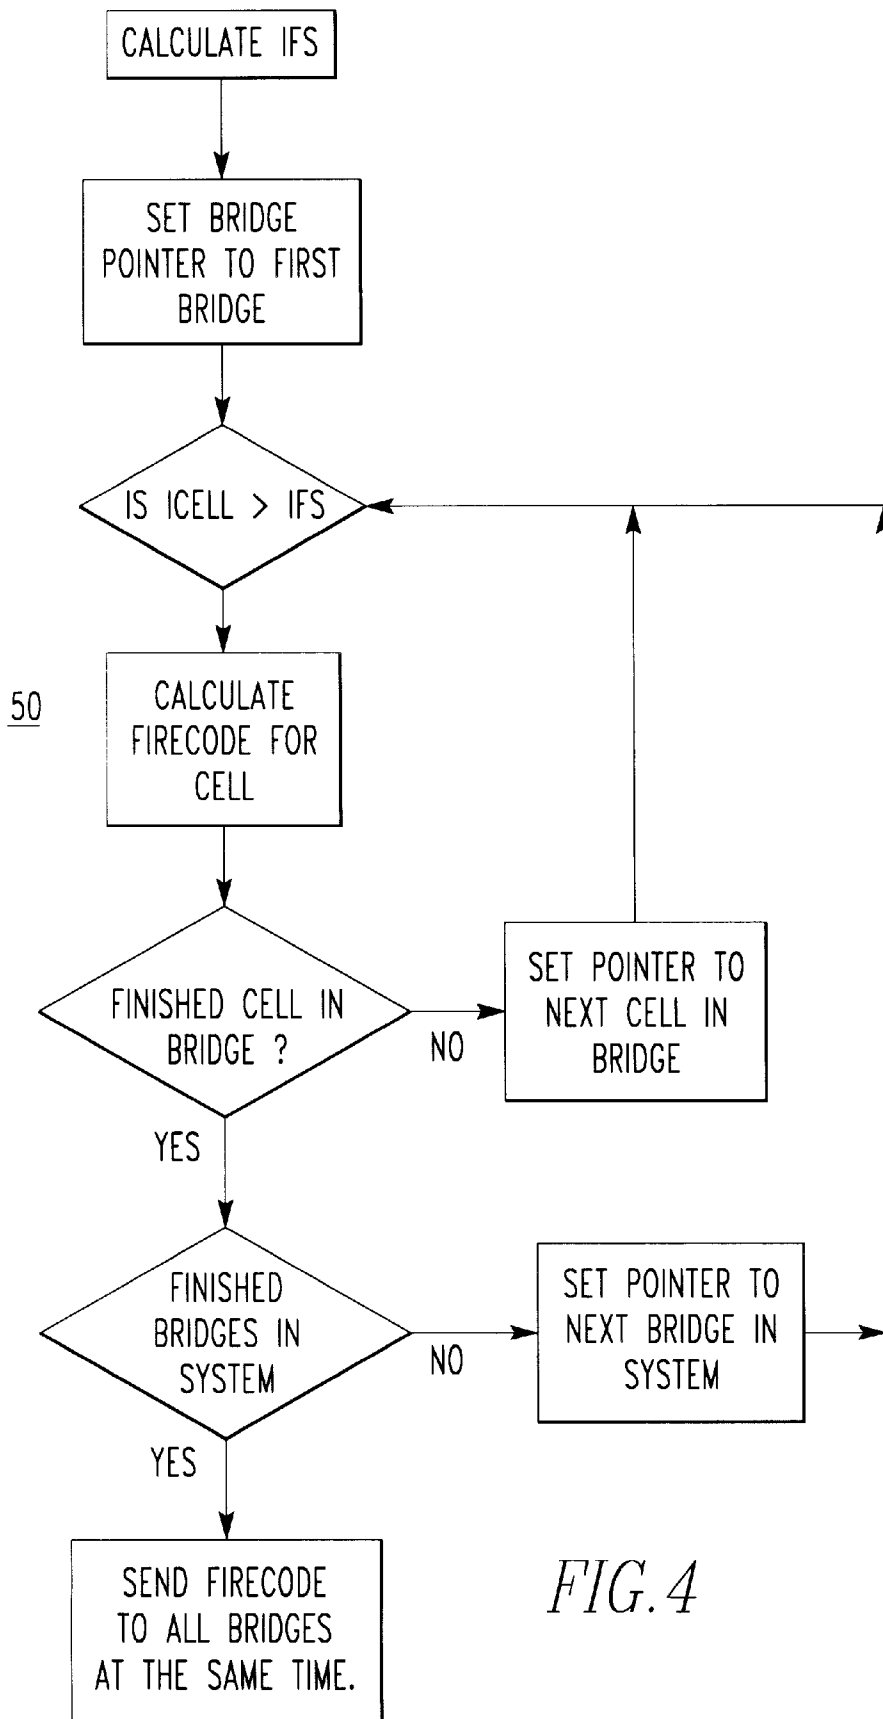 CALCULATE IFS
SET BRIDGE
POINTER TO FIRST
BRIDGE
IS ICELL > IFS
50
CALCULATE
FIRECODE FOR
CELL
FINISHED CELL IN
BRIDGE ?
NO
SET POINTER TO
NEXT CELL IN
BRIDGE
YES
FINISHED
BRIDGES IN
SYSTEM
NO
SET POINTER TO
NEXT BRIDGE IN
SYSTEM
YES
SEND FIRECODE
TO ALL BRIDGES
AT THE SAME TIME.
FIG. 4